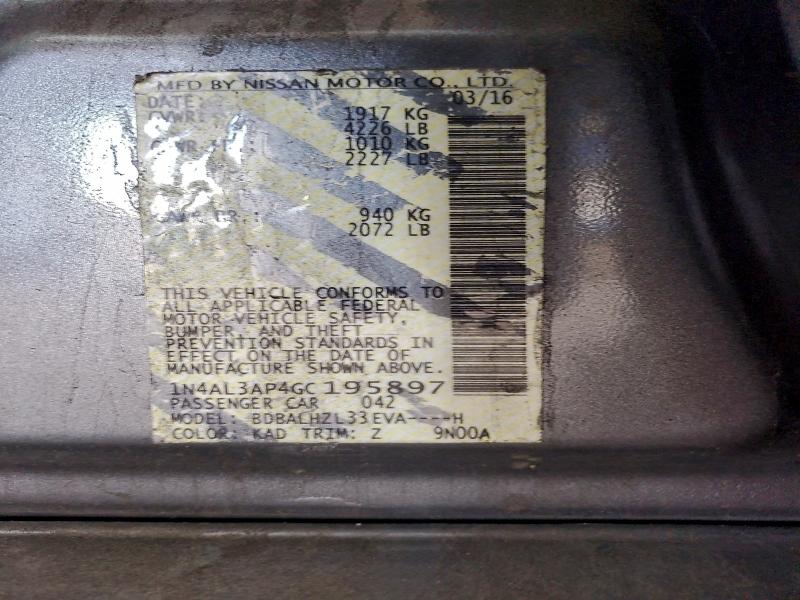 MFD BY NISSAN MOTOR CO., LTD.
DATE: 03/16
GVWR: 1917 KG
4226 LB
1010 KG
2227 LB
940 KG
2072 LB
THIS VEHICLE CONFORMS TO
ALL APPLICABLE FEDERAL
MOTOR VEHICLE SAFETY,
BUMPER, AND THEFT
PREVENTION STANDARDS IN
EFFECT ON THE DATE OF
MANUFACTURE SHOWN ABOVE.
1N4AL3AP4GC195897
PASSENGER CAR 042
MODEL: BDBALHZL33EVA----H
COLOR: KAD TRIM: Z 9N00A